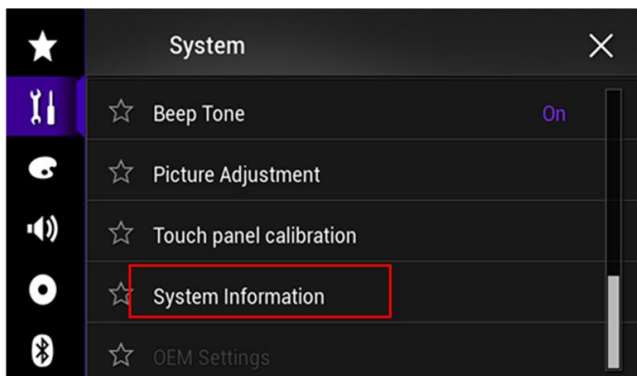 System
Beep Tone On
Picture Adjustment
Touch panel calibration
System Information
OEM Settings